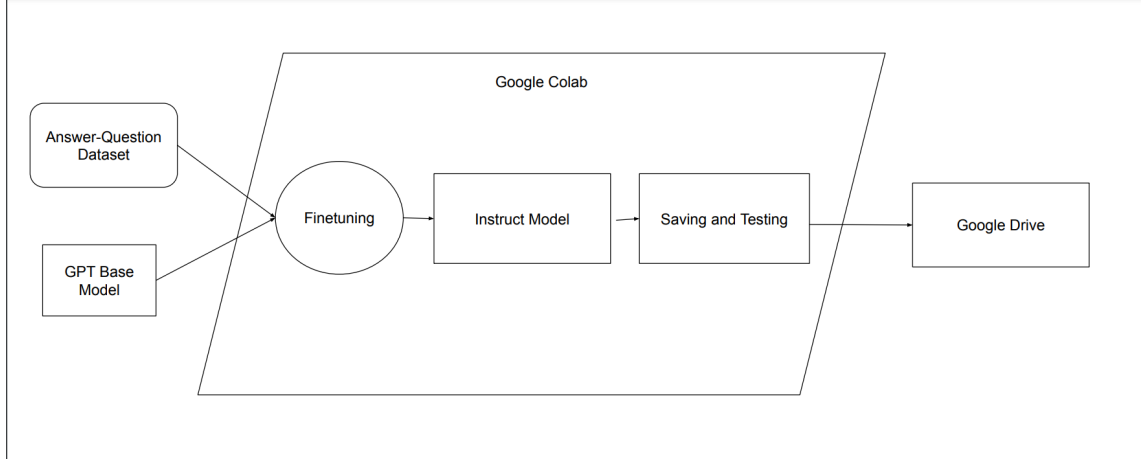 Google Colab
Answer-Question
Dataset
Finetuning
Instruct Model
Saving and Testing
Google Drive
GPT Base
Model